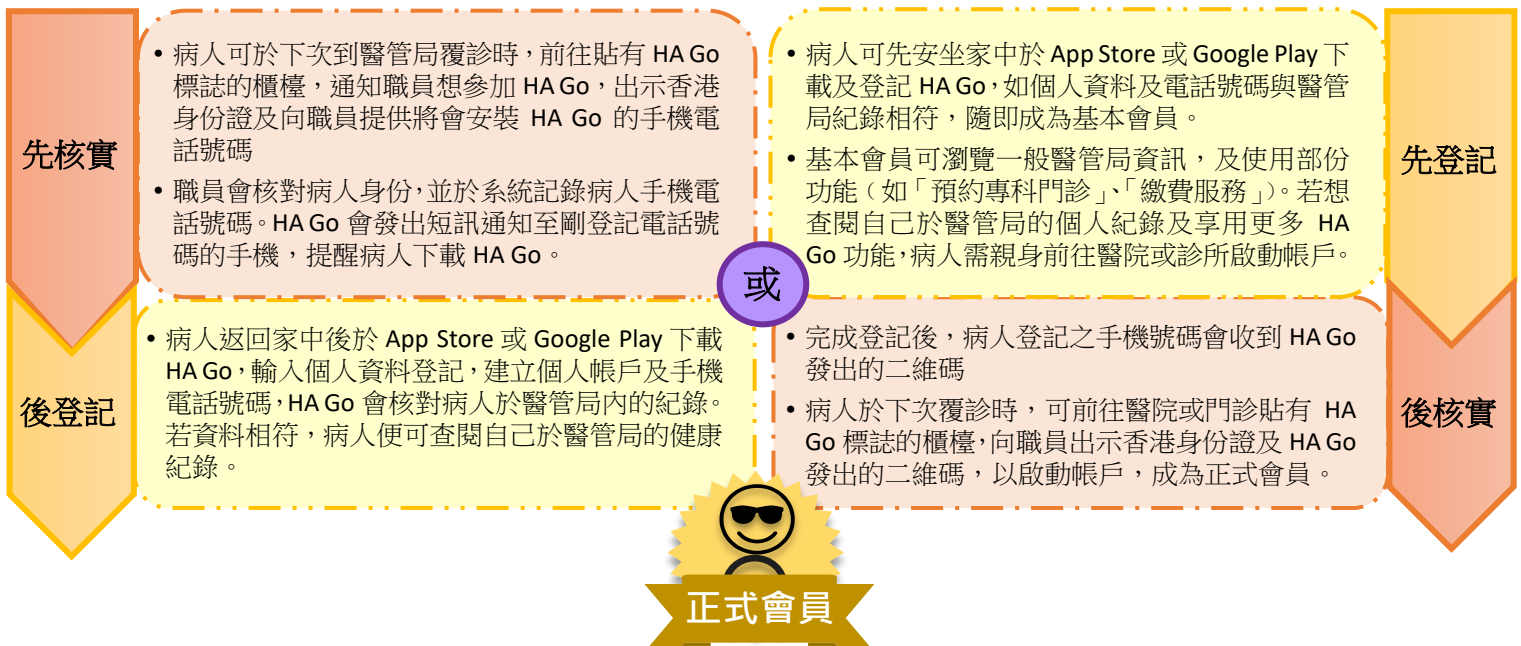 先核實
• 病人可於下次到醫管局覆診時，前往貼有 HA Go
標誌的櫃檯，通知職員想參加 HA Go，出示香港
身份證及向職員提供將會安裝 HA Go 的手機電
話號碼
• 職員會核對病人身份，並於系統記錄病人手機電
話號碼。HA Go 會發出短訊通知至剛登記電話號
碼的手機，提醒病人下載 HA Go。
後登記
• 病人返回家中後於 App Store 或 Google Play 下載
HA Go，輸入個人資料登記，建立個人帳戶及手機
電話號碼，HA Go 會核對病人於醫管局內的紀錄。
若資料相符，病人便可查閱自己於醫管局的健康
紀錄。
或
先登記
• 病人可先安坐家中於 App Store 或 Google Play 下
載及登記 HA Go，如個人資料及電話號碼與醫管
局紀錄相符，隨即成為基本會員。
• 基本會員可瀏覽一般醫管局資訊，及使用部份
功能（如「預約專科門診」、「繳費服務」）。若想
查閱自己於醫管局的個人紀錄及享用更多 HA
Go 功能，病人需親身前往醫院或診所啟動帳戶。
後核實
• 完成登記後，病人登記之手機號碼會收到 HA Go
發出的二維碼
• 病人於下次覆診時，可前往醫院或門診貼有 HA
Go 標誌的櫃檯，向職員出示香港身份證及 HA Go
發出的二維碼，以啟動帳戶，成為正式會員。
正式會員